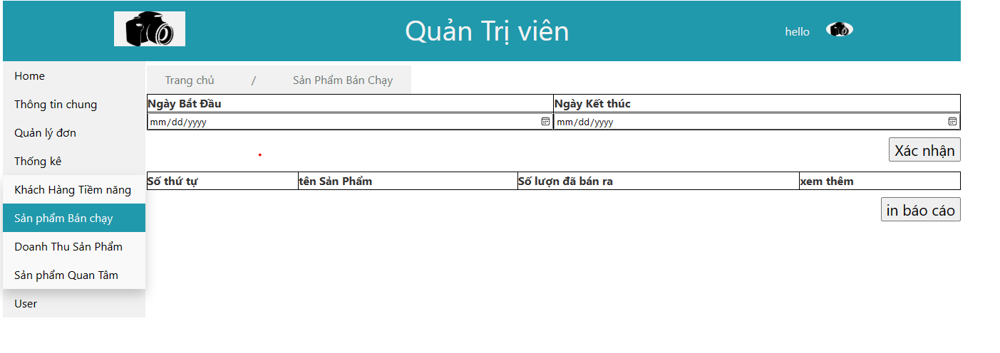 Quản Trị viên
hello
Home
Thông tin chung
Quản lý đơn
Thống kê
Khách Hàng Tiềm năng
Sản phẩm Bán chạy
Doanh Thu Sản Phẩm
Sản phẩm Quan Tâm
User
Trang chủ / Sản Phẩm Bán Chạy
Ngày Bắt Đầu Ngày Kết thúc
mm/dd/yyyy mm/dd/yyyy
Xác nhận
Số thứ tự tên Sản Phẩm Số lượn đã bán ra xem thêm
in báo cáo